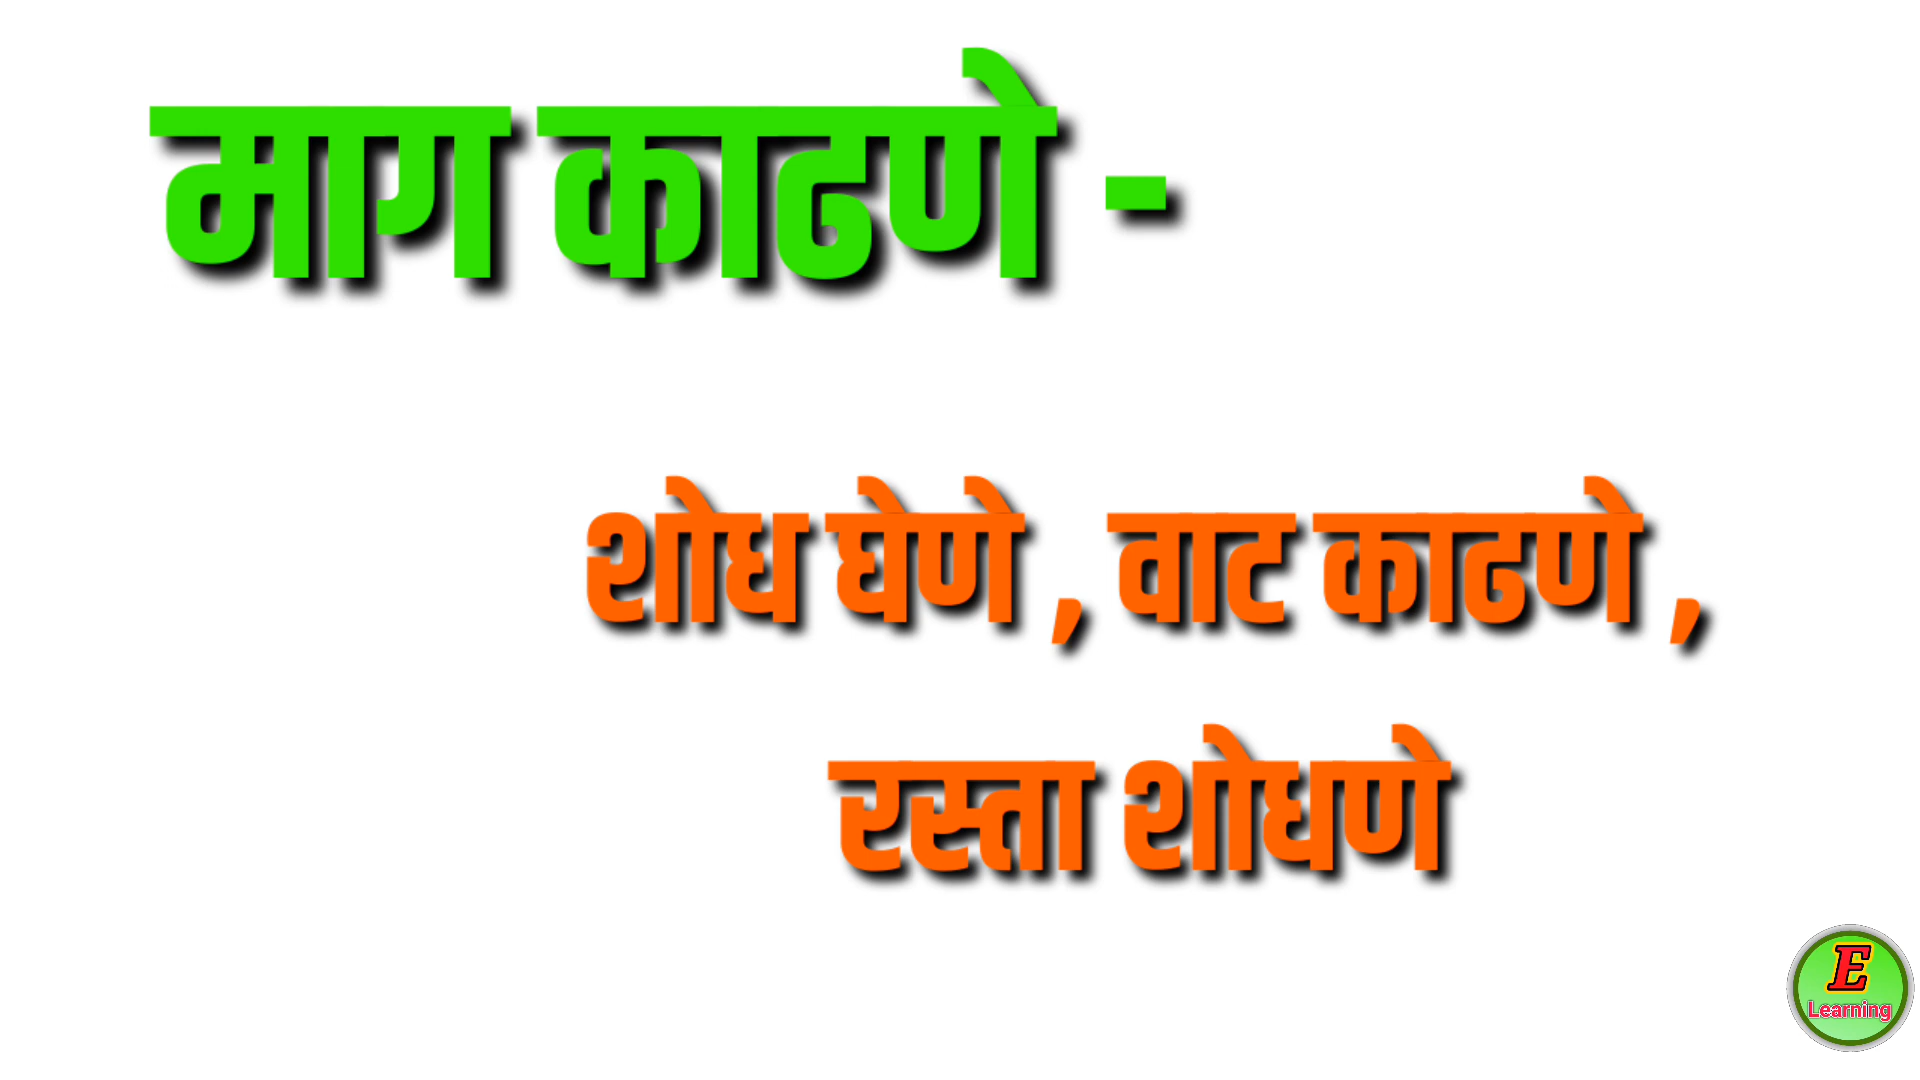 माग काढणे -
शोध घेणे , वाट काढणे ,
रस्ता शोधणे
E
Learning